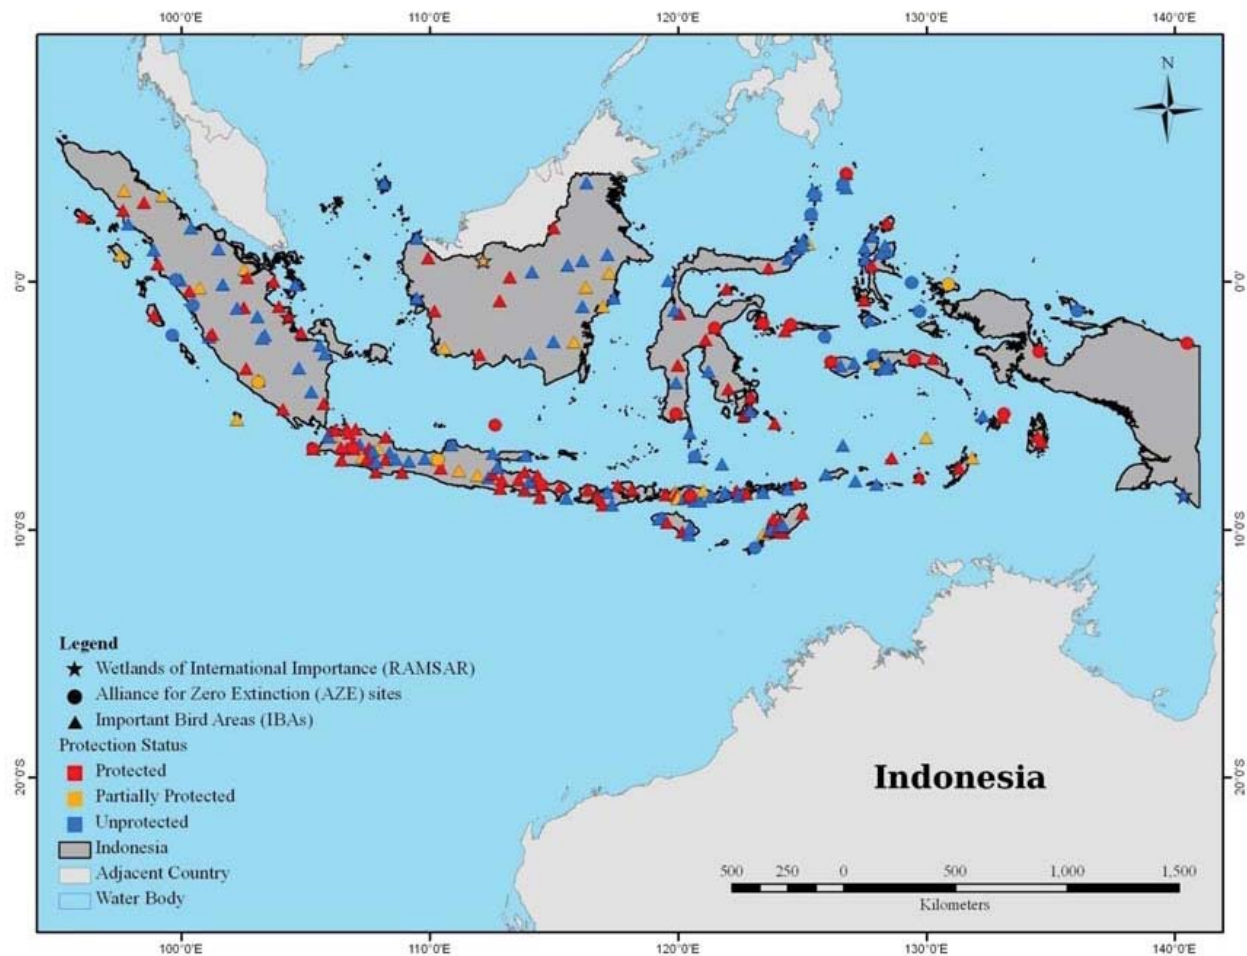 100°0'E 110°0'E 120°0'E 130°0'E 140°0'E
N
0°0' 0°0'
10°0'S 10°0'S
Legend
Wetlands of International Importance (RAMSAR)
Alliance for Zero Extinction (AZE) sites
Important Bird Areas (IBAs)
Protection Status
Protected
Partially Protected
Unprotected
Indonesia
Adjacent Country
Water Body
20°0'S 20°0'S
Indonesia
500 250 0 500 1,000 1,500
Kilometers
100°0'E 110°0'E 120°0'E 130°0'E 140°0'E